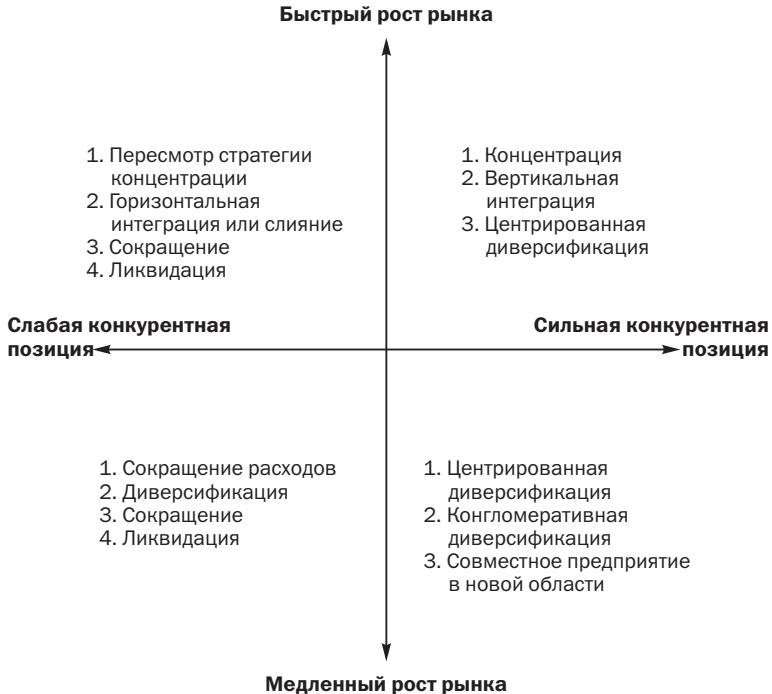 Быстрый рост рынка
1. Пересмотр стратегии
концентрации
2. Горизонтальная
интеграция или слияние
3. Сокращение
4. Ликвидация
1. Концентрация
2. Вертикальная
интеграция
3. Центрированная
диверсификация
Слабая конкурентная
позиция
Сильная конкурентная
позиция
1. Сокращение расходов
2. Диверсификация
3. Сокращение
4. Ликвидация
1. Центрированная
диверсификация
2. Конгломеративная
диверсификация
3. Совместное предприятие
в новой области
Медленный рост рынка